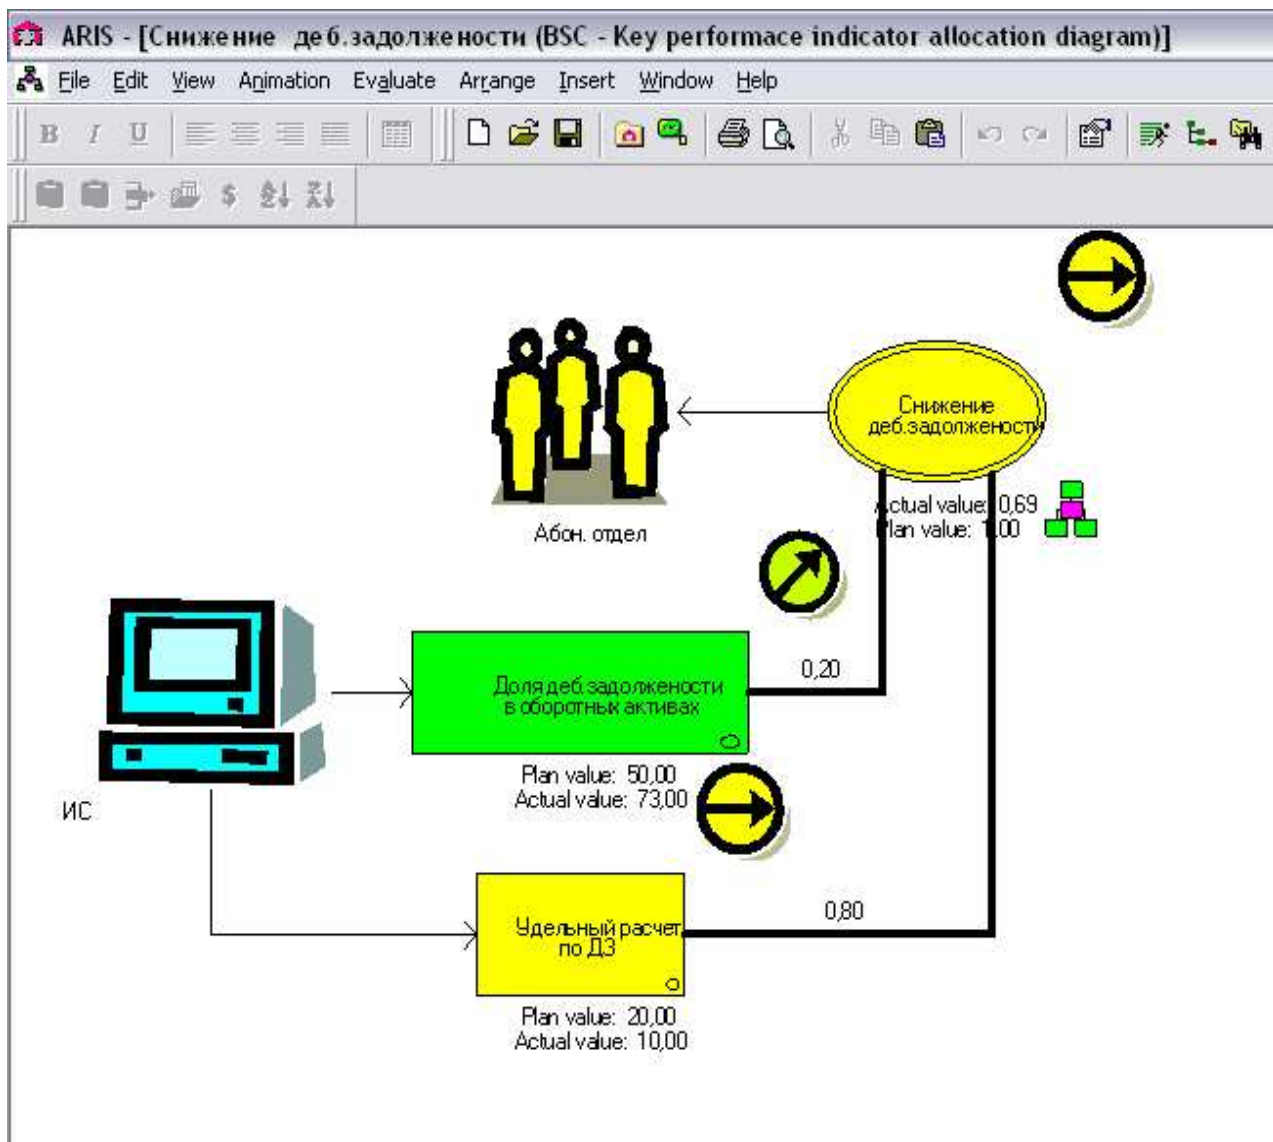 ARIS - [Снижение деб.задолжености (BSC - Key performace indicator allocation diagram)]
File Edit View Animation Evaluate Arrange Insert Window Help
B I U
Снижение
деб.задолжености
Actual value: 0,69
Plan value: 1,00
Абон. отдел
Доля деб.задолжености
в оборотных активах
0,20
Plan value: 50,00
Actual value: 73,00
ИС
Удельный расчет
по ДЗ
0,80
Plan value: 20,00
Actual value: 10,00